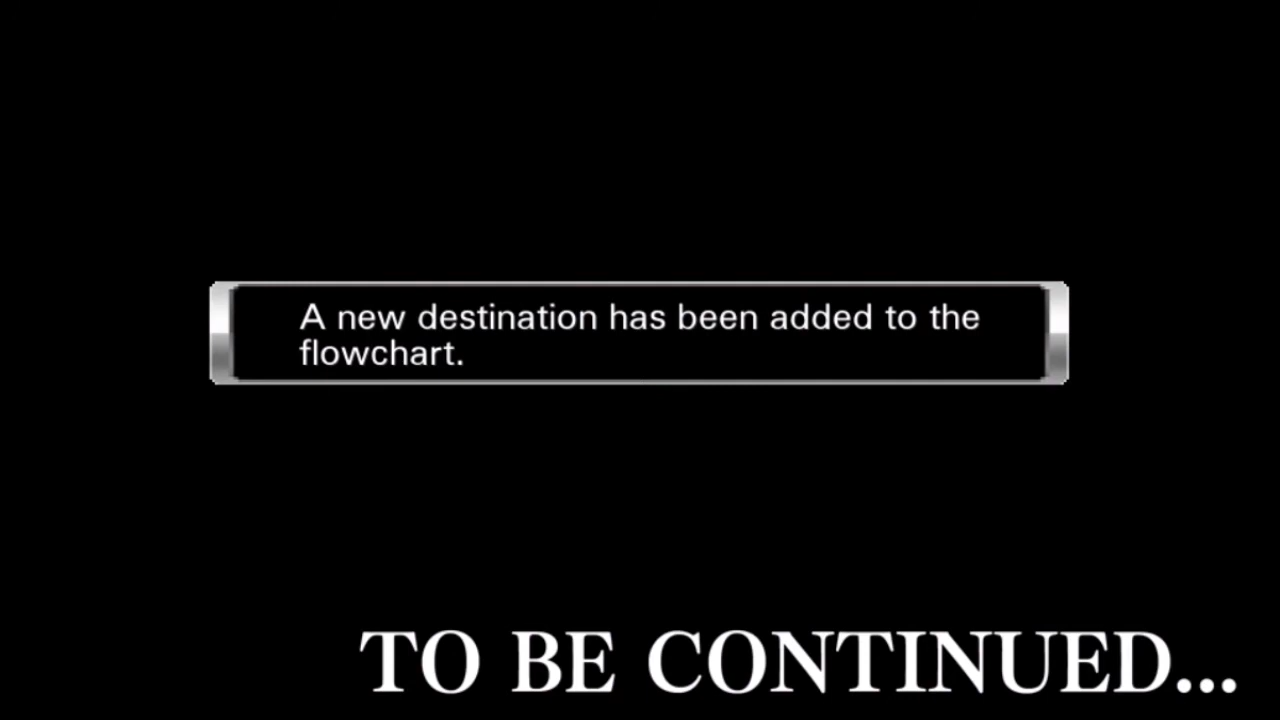 A new destination has been added to the
flowchart.
TO BE CONTINUED...